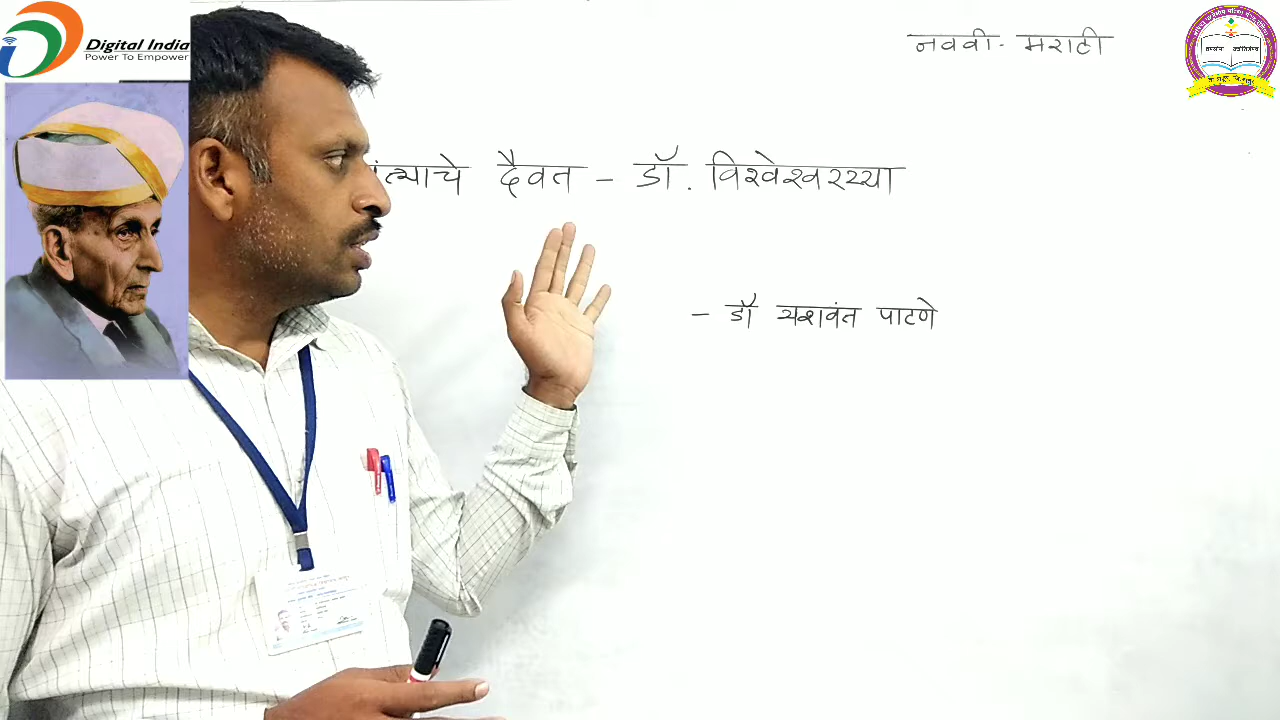 Digital India
Power To Empower
नववी - मराठी
दैवत - डॉ. विश्वेश्वरय्या
- डॉ यशवंत पाटणे